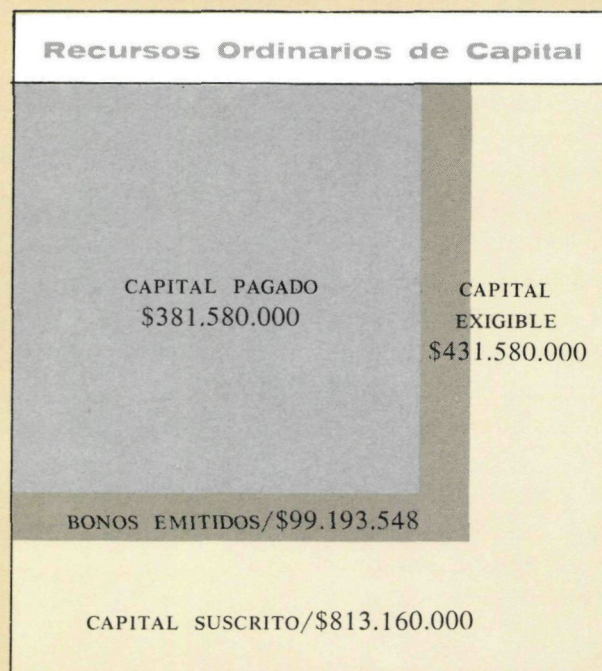 Recursos Ordinarios de Capital
CAPITAL PAGADO
$381.580.000
CAPITAL
EXIGIBLE
$431.580.000
BONOS EMITIDOS/$99.193.548
CAPITAL SUSCRITO/$813.160.000